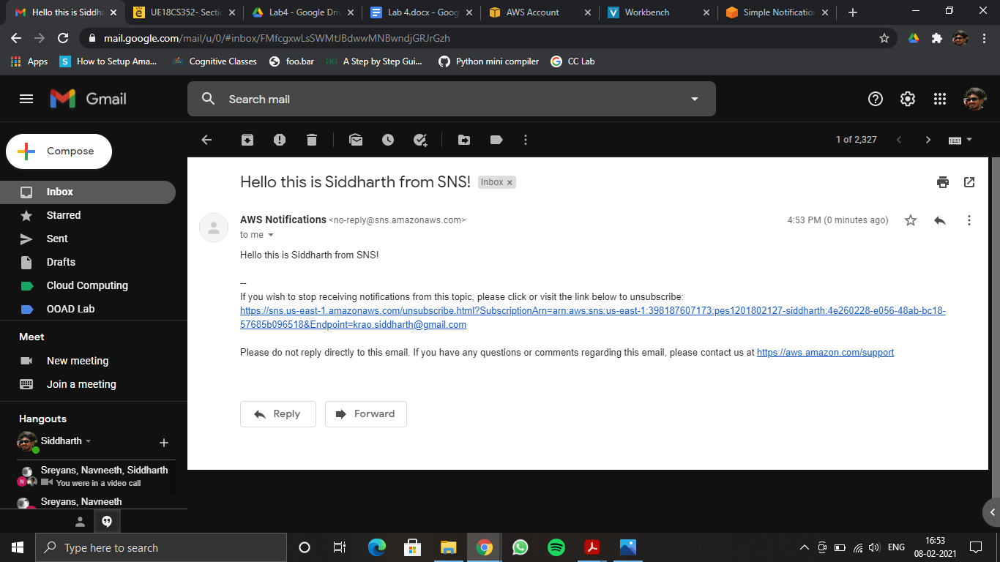 Hello this is Siddha
UE18CS352- Sectio
Lab4 - Google Driv
Lab 4.docx - Goog
AWS Account
Workbench
Simple Notification
mail.google.com/mail/u/0/#inbox/FMfcgxwLsSWMtJBdwwMNBwndjGRJrGzh
Apps
How to Setup Ama...
Cognitive Classes
foo.bar
A Step by Step Gui...
Python mini compiler
CC Lab
Gmail
Search mail
Compose
1 of 2,327
Inbox
Starred
Sent
Drafts
Cloud Computing
OOAD Lab
Meet
New meeting
Join a meeting
Hangouts
Siddharth
Sreyans, Navneeth, Siddharth
You were in a video call
Sreyans, Navneeth
Hello this is Siddharth from SNS!
Inbox
AWS Notifications <no-reply@sns.amazonaws.com>
4:53 PM (0 minutes ago)
to me
Hello this is Siddharth from SNS!
--
If you wish to stop receiving notifications from this topic, please click or visit the link below to unsubscribe:
https://sns.us-east-1.amazonaws.com/unsubscribe.html?SubscriptionArn=arn:aws:sns:us-east-1:398187607173:pes1201802127-siddharth:4e260228-e056-48ab-bc18-
57685b096518&Endpoint=krao.siddharth@gmail.com
Please do not reply directly to this email. If you have any questions or comments regarding this email, please contact us at https://aws.amazon.com/support
Reply
Forward
Type here to search
ENG
16:53
08-02-2021